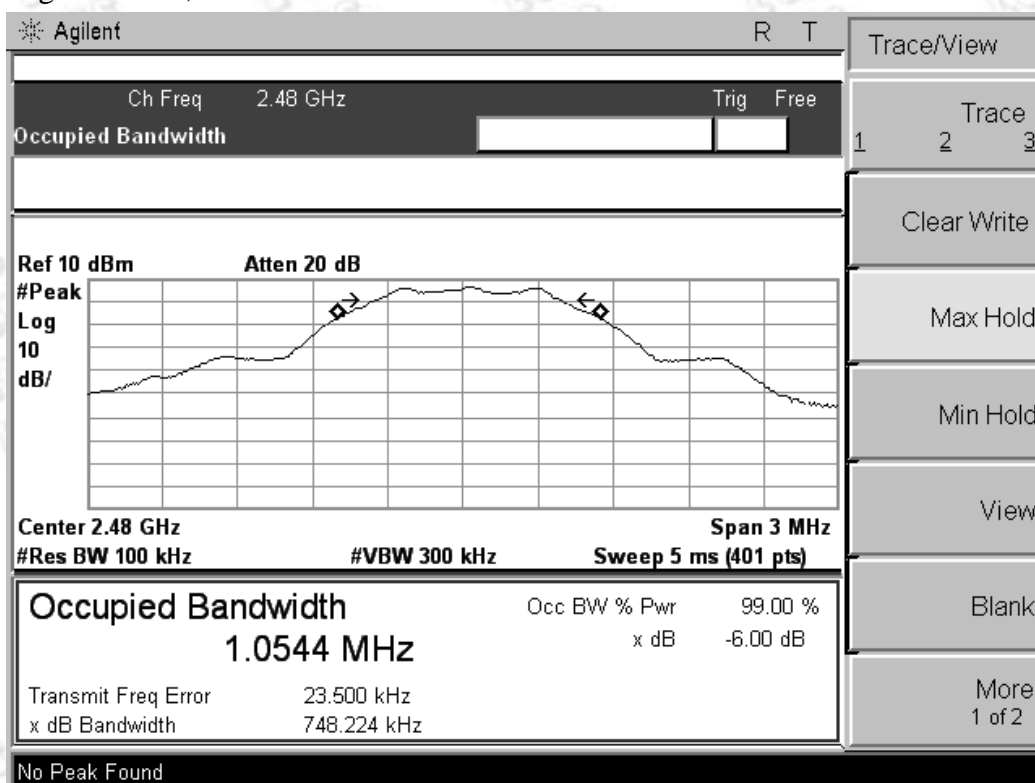 Agilent R T
Ch Freq 2.48 GHz Trig Free
Occupied Bandwidth
Ref 10 dBm Atten 20 dB
#Peak
Log
10
dB/
Center 2.48 GHz Span 3 MHz
#Res BW 100 kHz #VBW 300 kHz Sweep 5 ms (401 pts)
Occupied Bandwidth Occ BW % Pwr 99.00 %
1.0544 MHz x dB -6.00 dB
Transmit Freq Error 23.500 kHz
x dB Bandwidth 748.224 kHz
No Peak Found
Trace/View
Trace
1 2 3
Clear Write
Max Hold
Min Hold
View
Blank
More
1 of 2